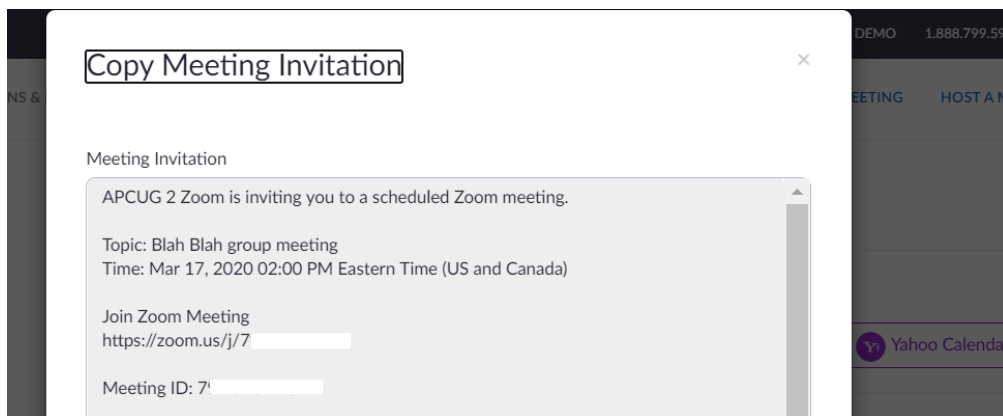 DEMO 1.888.799.59
Copy Meeting Invitation
×
NS &
EETING HOST A
Meeting Invitation
APCUG 2 Zoom is inviting you to a scheduled Zoom meeting.
Topic: Blah Blah group meeting
Time: Mar 17, 2020 02:00 PM Eastern Time (US and Canada)
Join Zoom Meeting
https://zoom.us/j/7
Yahoo Calenda
Meeting ID: 79